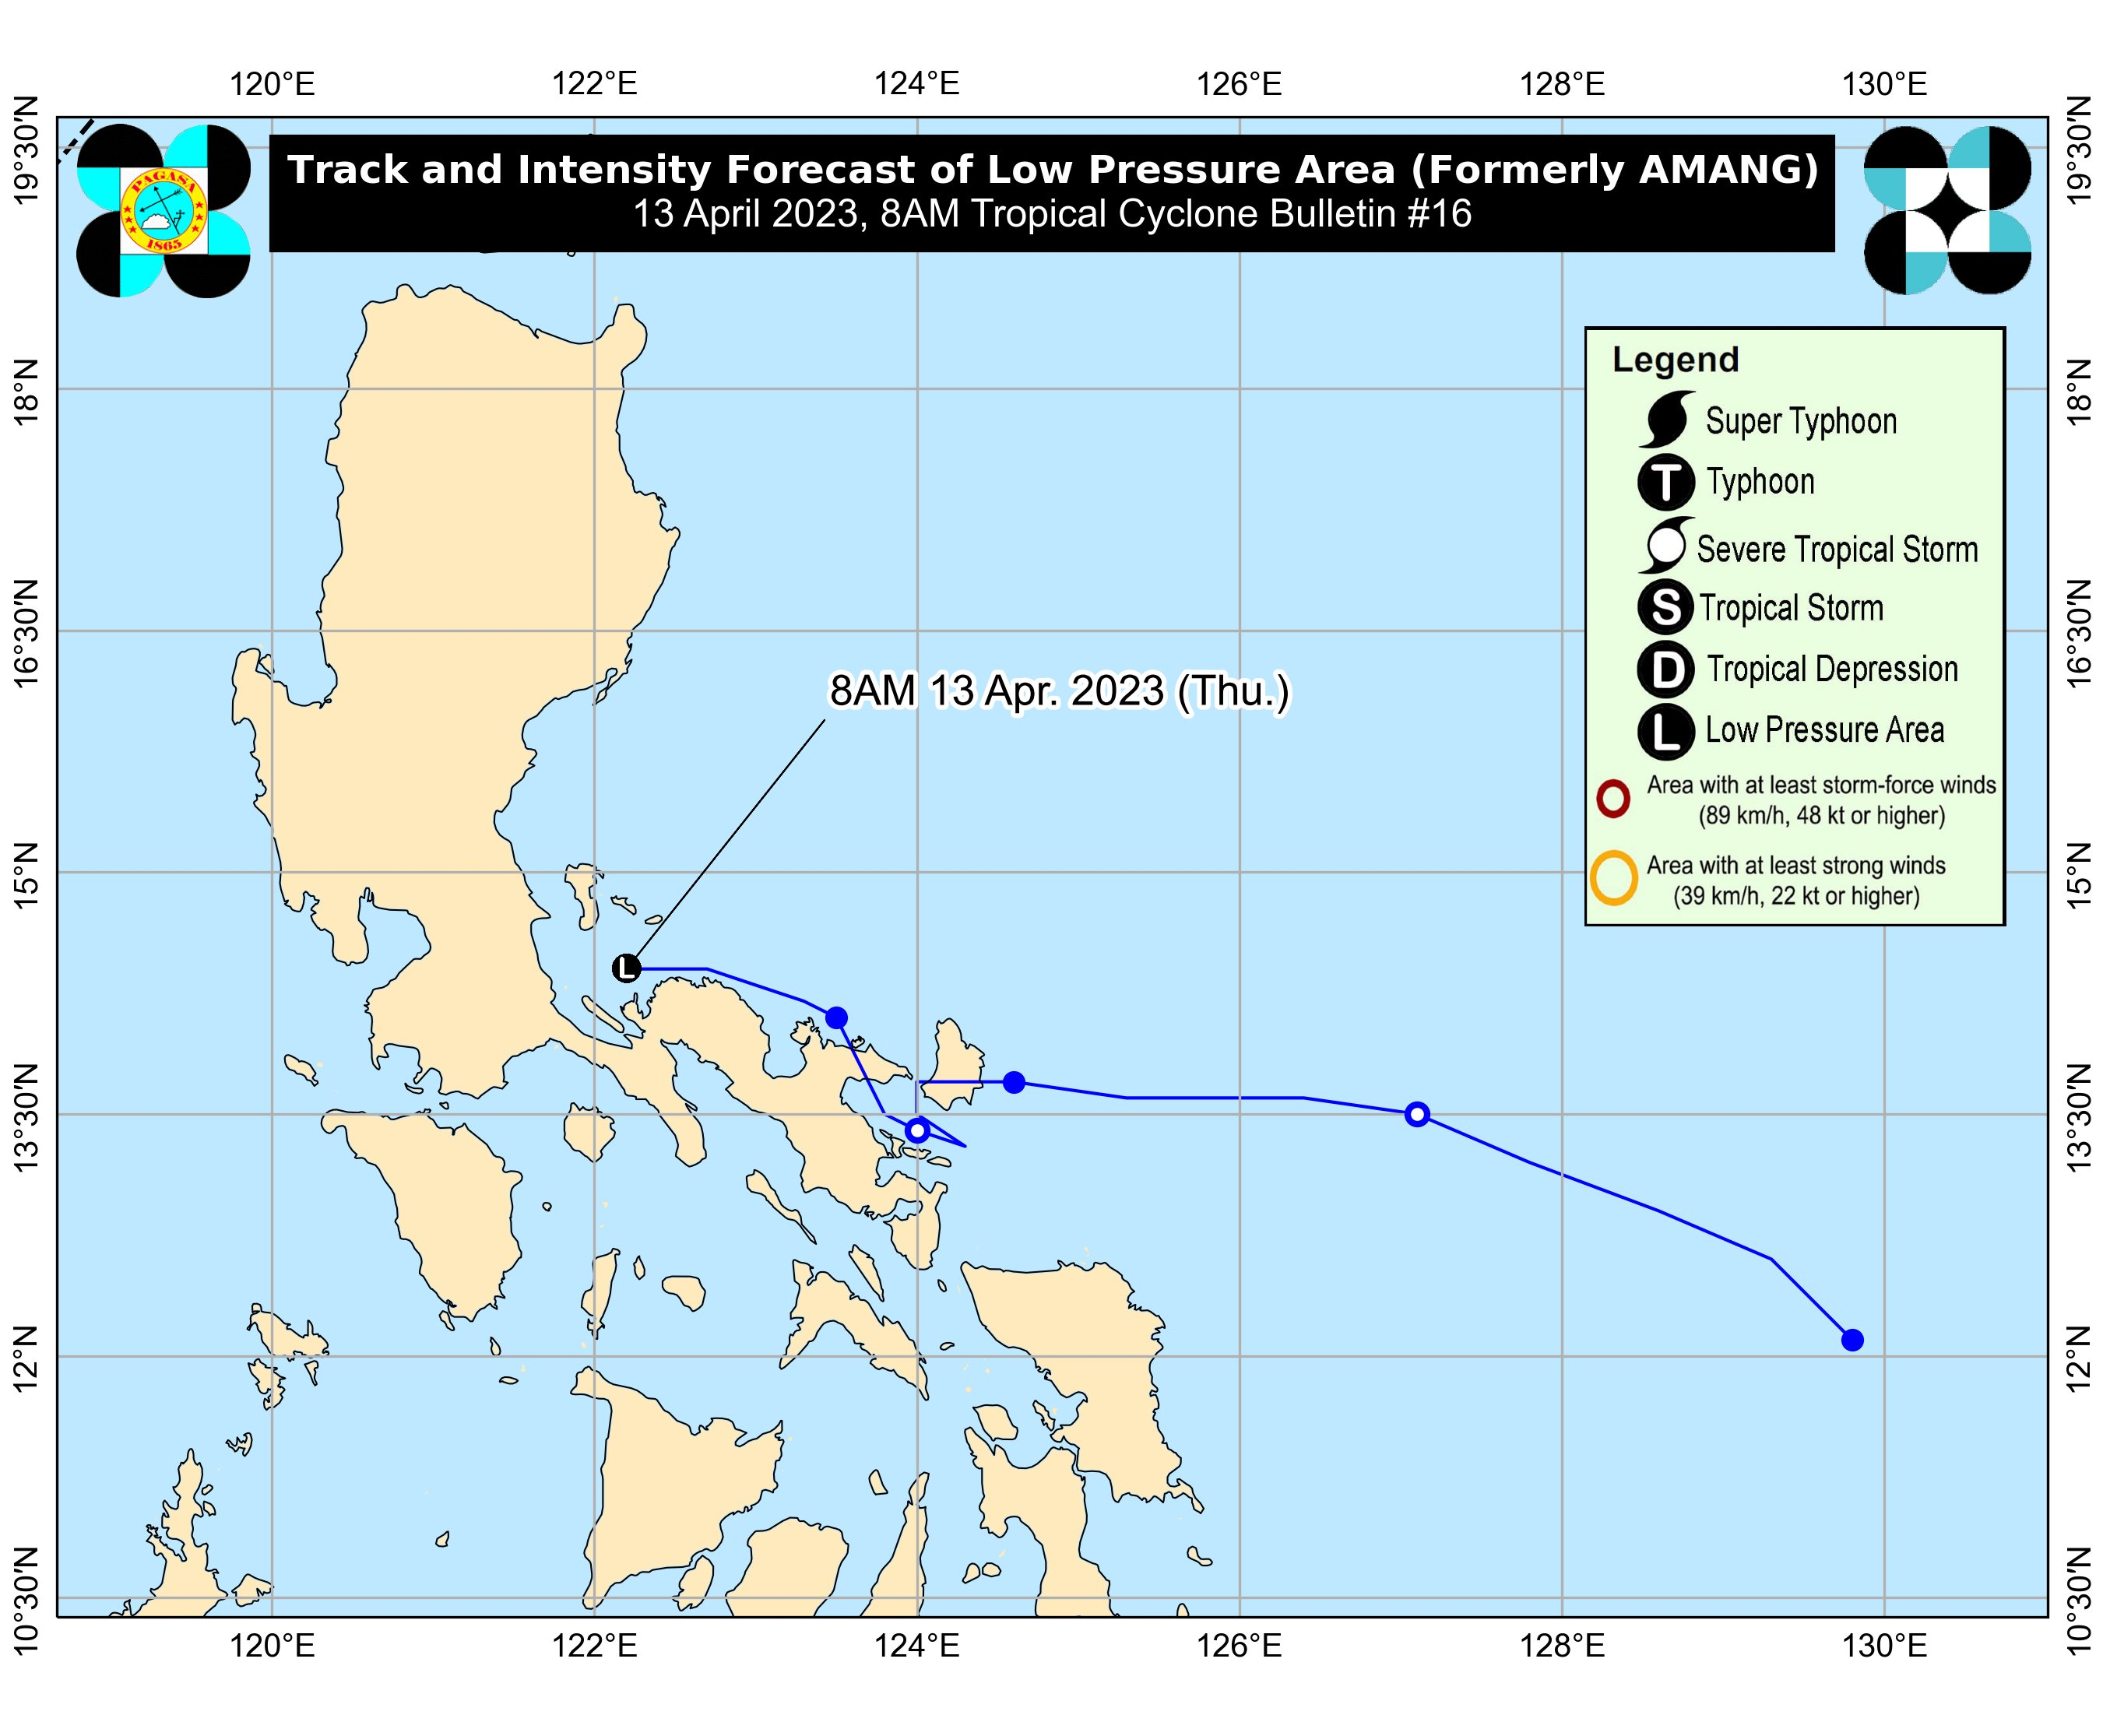 120°E 122°E 124°E 126°E 128°E 130°E
19°30'N 19°30'N
PAGASA
1865
Track and Intensity Forecast of Low Pressure Area (Formerly AMANG)
13 April 2023, 8AM Tropical Cyclone Bulletin #16
Legend
Super Typhoon
T Typhoon
Severe Tropical Storm
S Tropical Storm
D Tropical Depression
L Low Pressure Area
Area with at least storm-force winds
(89 km/h, 48 kt or higher)
Area with at least strong winds
(39 km/h, 22 kt or higher)
18°N 18°N
16°30'N 16°30'N
8AM 13 Apr. 2023 (Thu.)
15°N 15°N
L
13°30'N 13°30'N
12°N 12°N
10°30'N 10°30'N
120°E 122°E 124°E 126°E 128°E 130°E